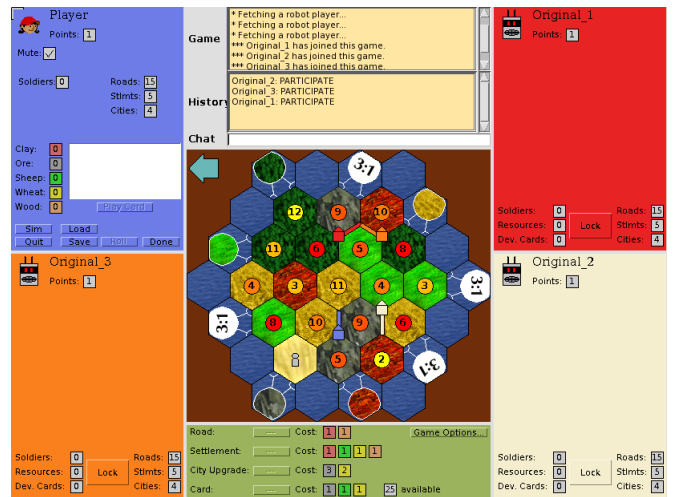 Player
Points: 1
Mute:
Soldiers: 0
Roads: 15
Stlmts: 5
Cities: 4
Clay: 0
Ore: 0
Sheep: 0
Wheat: 0
Wood: 0
Play Card
Sim Load
Quit Save Roll Done
Game
* Fetching a robot player...
* Fetching a robot player...
*** Original_1 has joined this game.
*** Original_2 has joined this game.
*** Original_3 has joined this game.
History
Original_2: PARTICIPATE
Original_3: PARTICIPATE
Original_1: PARTICIPATE
Chat
Original_1
Points: 1
Soldiers: 0
Resources: 0
Dev. Cards: 0
Lock
Roads: 15
Stlmts: 5
Cities: 4
Original_3
Points: 1
Soldiers: 0
Resources: 0
Dev. Cards: 0
Lock
Roads: 15
Stlmts: 5
Cities: 4
Original_2
Points: 1
Soldiers: 0
Resources: 0
Dev. Cards: 0
Lock
Roads: 15
Stlmts: 5
Cities: 4
3:1
12 9 10
11 6 5 8
4 3 11 4 3
3:1
3:1
8 10 9 6
5 2
3:1
Road: --- Cost: 1 1 Game Options...
Settlement: --- Cost: 1 1 1 1
City Upgrade: --- Cost: 3 2
Card: --- Cost: 1 1 1 25 available